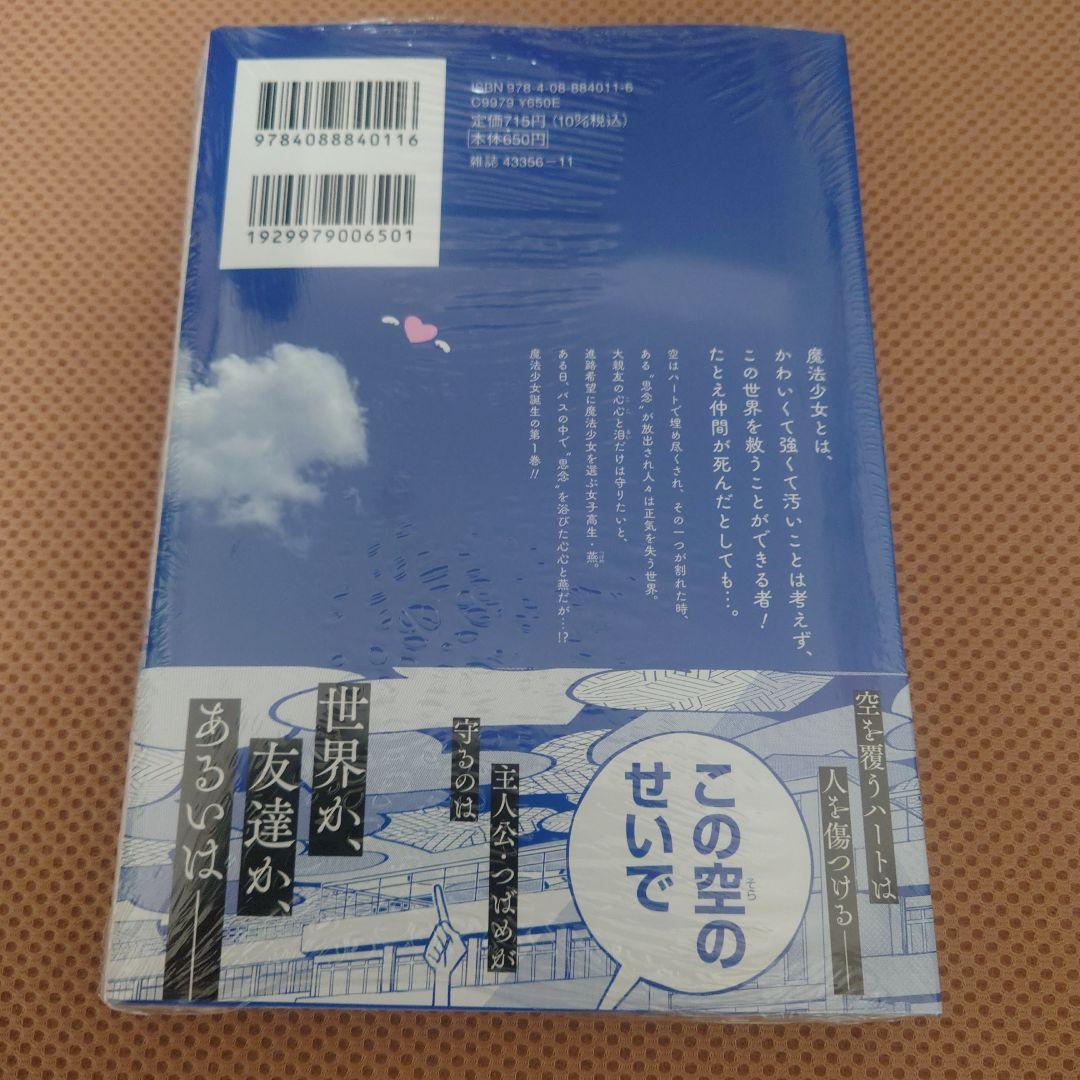 9784088840116
1929979006501
ISBN 978-4-08-884011-6
C9979 ¥650E
定価715円(10%税込)
本体650円
雑誌 43356-11
魔法少女とは、
かわいくて強くて汚いことは考えず、
この世界を救うことができる者!
たとえ仲間が死んだとしても…。
空はハートで埋め尽くされ、その一つが割れた時、
ある“思念”が放出され人々は正気を失う世界。
大親友の心心と泪だけは守りたいと、
進路希望に魔法少女を選ぶ女子高生・燕。
ある日、バスの中で“思念”を浴びた心心と燕だが…!?
魔法少女誕生の第1巻!!
空を覆うハートは
人を傷つける——
この空のせいで
そら
主人公・つばめが
守るのは
世界か、
友達か、
あるいは——